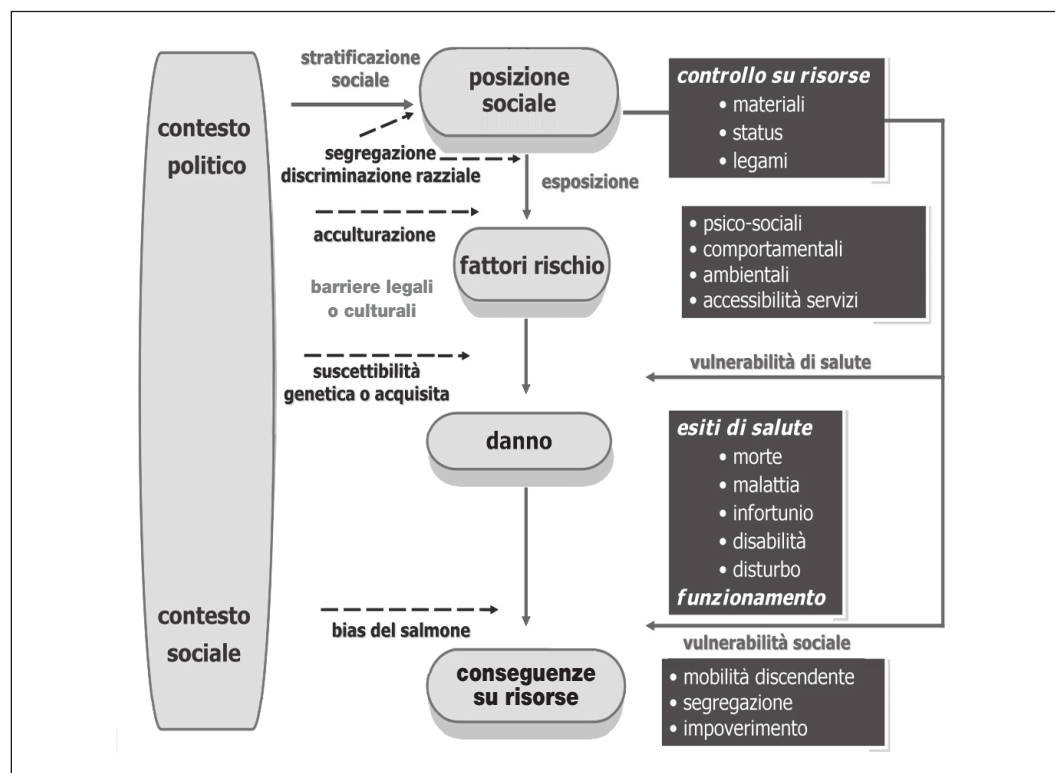 contesto
politico
contesto
sociale
stratificazione
sociale
posizione
sociale
controllo su risorse
• materiali
• status
• legami
segregazione
discriminazione razziale
esposizione
acculturazione
fattori rischio
• psico-sociali
• comportamentali
• ambientali
• accessibilità servizi
barriere legali
o culturali
vulnerabilità di salute
suscettibilità
genetica o acquisita
danno
esiti di salute
• morte
• malattia
• infortunio
• disabilità
• disturbo
funzionamento
bias del salmone
vulnerabilità sociale
conseguenze
su risorse
• mobilità discendente
• segregazione
• impoverimento